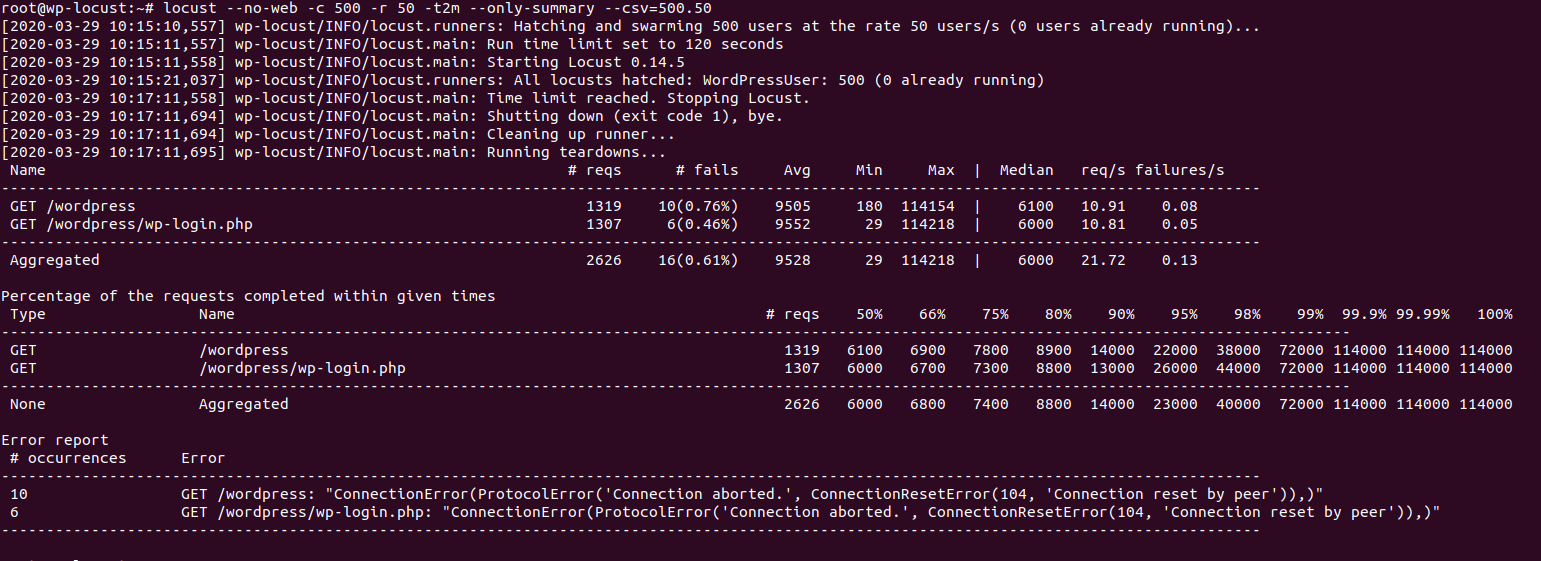 root@wp-locust:~# locust --no-web -c 500 -r 50 -t2m --only-summary --csv=500.50
[2020-03-29 10:15:10,557] wp-locust/INFO/locust.runners: Hatching and swarming 500 users at the rate 50 users/s (0 users already running)...
[2020-03-29 10:15:11,557] wp-locust/INFO/locust.main: Run time limit set to 120 seconds
[2020-03-29 10:15:11,558] wp-locust/INFO/locust.main: Starting Locust 0.14.5
[2020-03-29 10:15:21,037] wp-locust/INFO/locust.runners: All locusts hatched: WordPressUser: 500 (0 already running)
[2020-03-29 10:17:11,558] wp-locust/INFO/locust.main: Time limit reached. Stopping Locust.
[2020-03-29 10:17:11,694] wp-locust/INFO/locust.main: Shutting down (exit code 1), bye.
[2020-03-29 10:17:11,694] wp-locust/INFO/locust.main: Cleaning up runner...
[2020-03-29 10:17:11,695] wp-locust/INFO/locust.main: Running teardowns...
Name # reqs # fails Avg Min Max | Median req/s failures/s
GET /wordpress 1319 10(0.76%) 9505 180 114154 | 6100 10.91 0.08
GET /wordpress/wp-login.php 1307 6(0.46%) 9552 29 114218 | 6000 10.81 0.05
Aggregated 2626 16(0.61%) 9528 29 114218 | 6000 21.72 0.13
Percentage of the requests completed within given times
Type Name # reqs 50% 66% 75% 80% 90% 95% 98% 99% 99.9% 99.99% 100%
GET /wordpress 1319 6100 6900 7800 8900 14000 22000 38000 72000 114000 114000 114000
GET /wordpress/wp-login.php 1307 6000 6700 7300 8800 13000 26000 44000 72000 114000 114000 114000
None Aggregated 2626 6000 6800 7400 8800 14000 23000 40000 72000 114000 114000 114000
Error report
# occurrences Error
10 GET /wordpress: "ConnectionError(ProtocolError('Connection aborted.', ConnectionResetError(104, 'Connection reset by peer')),)"
6 GET /wordpress/wp-login.php: "ConnectionError(ProtocolError('Connection aborted.', ConnectionResetError(104, 'Connection reset by peer')),)"